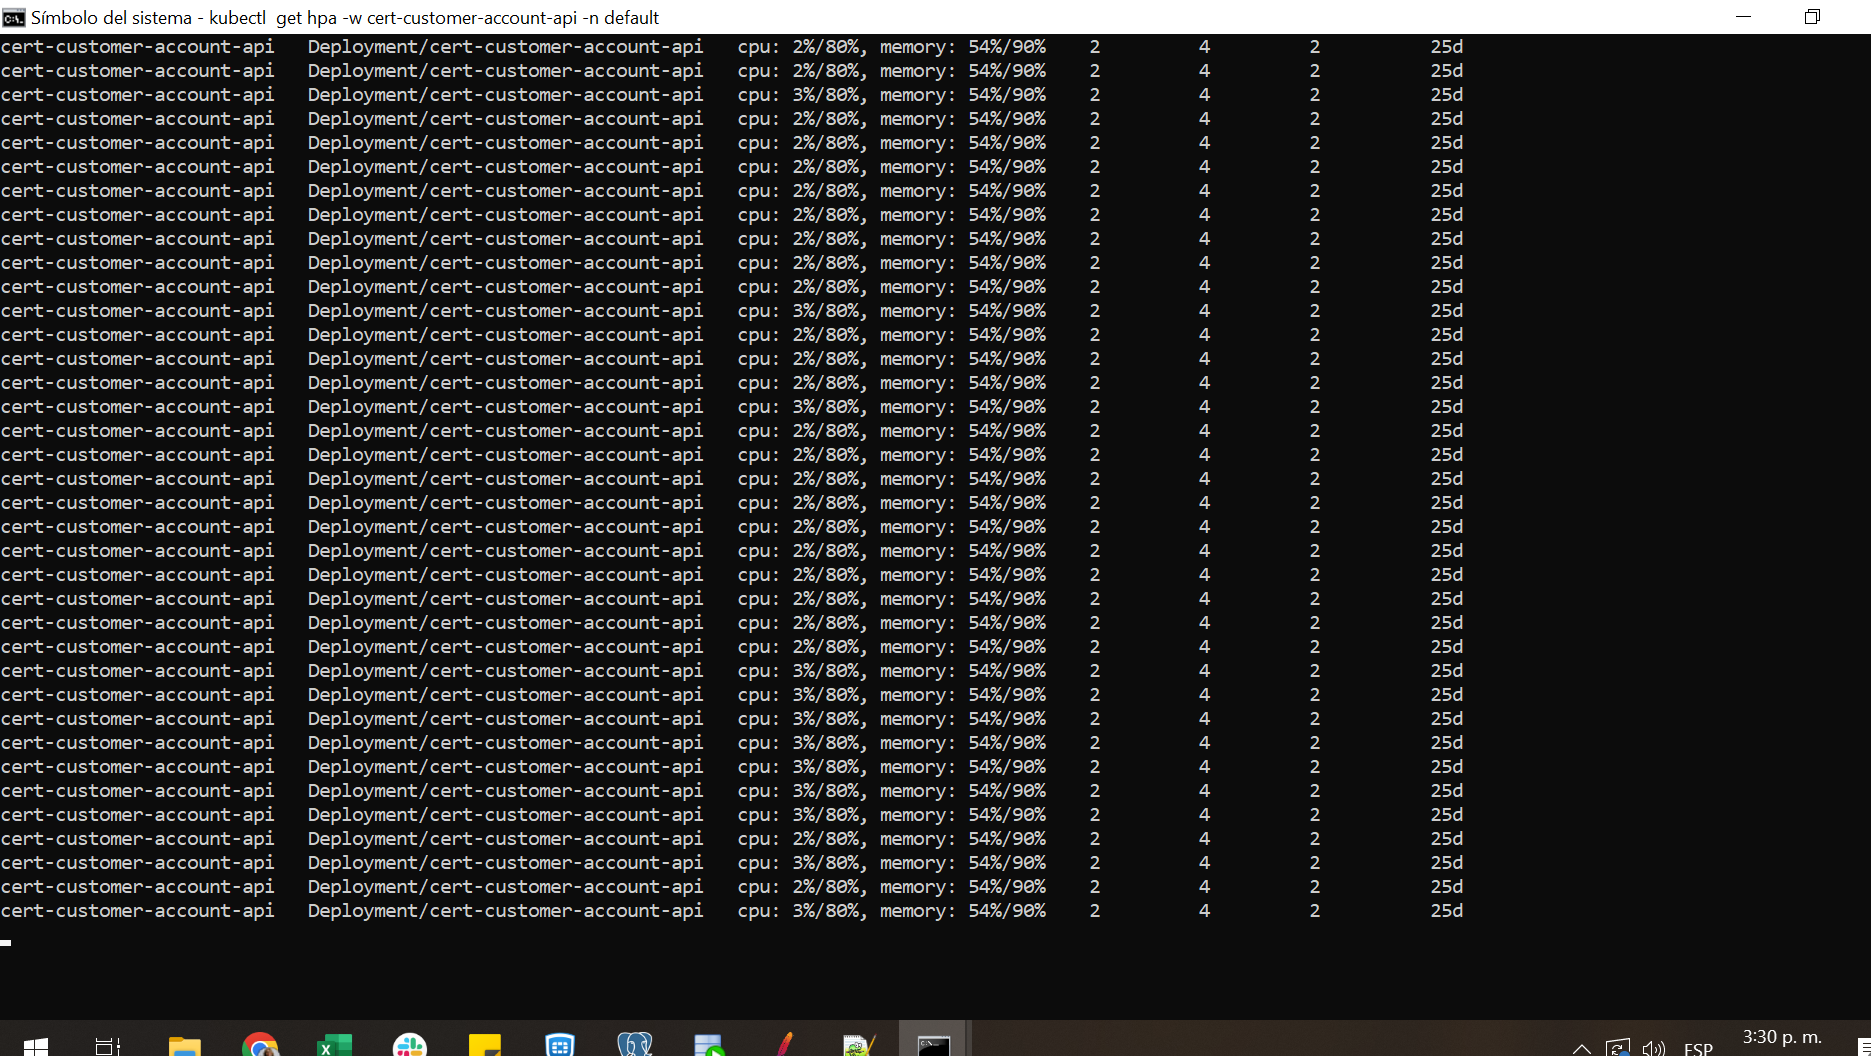 Símbolo del sistema - kubectl  get hpa -w cert-customer-account-api -n default
cert-customer-account-api   Deployment/cert-customer-account-api   cpu: 2%/80%, memory: 54%/90%    2         4         2          25d
cert-customer-account-api   Deployment/cert-customer-account-api   cpu: 2%/80%, memory: 54%/90%    2         4         2          25d
cert-customer-account-api   Deployment/cert-customer-account-api   cpu: 3%/80%, memory: 54%/90%    2         4         2          25d
cert-customer-account-api   Deployment/cert-customer-account-api   cpu: 2%/80%, memory: 54%/90%    2         4         2          25d
cert-customer-account-api   Deployment/cert-customer-account-api   cpu: 2%/80%, memory: 54%/90%    2         4         2          25d
cert-customer-account-api   Deployment/cert-customer-account-api   cpu: 2%/80%, memory: 54%/90%    2         4         2          25d
cert-customer-account-api   Deployment/cert-customer-account-api   cpu: 2%/80%, memory: 54%/90%    2         4         2          25d
cert-customer-account-api   Deployment/cert-customer-account-api   cpu: 2%/80%, memory: 54%/90%    2         4         2          25d
cert-customer-account-api   Deployment/cert-customer-account-api   cpu: 2%/80%, memory: 54%/90%    2         4         2          25d
cert-customer-account-api   Deployment/cert-customer-account-api   cpu: 2%/80%, memory: 54%/90%    2         4         2          25d
cert-customer-account-api   Deployment/cert-customer-account-api   cpu: 2%/80%, memory: 54%/90%    2         4         2          25d
cert-customer-account-api   Deployment/cert-customer-account-api   cpu: 3%/80%, memory: 54%/90%    2         4         2          25d
cert-customer-account-api   Deployment/cert-customer-account-api   cpu: 2%/80%, memory: 54%/90%    2         4         2          25d
cert-customer-account-api   Deployment/cert-customer-account-api   cpu: 2%/80%, memory: 54%/90%    2         4         2          25d
cert-customer-account-api   Deployment/cert-customer-account-api   cpu: 2%/80%, memory: 54%/90%    2         4         2          25d
cert-customer-account-api   Deployment/cert-customer-account-api   cpu: 3%/80%, memory: 54%/90%    2         4         2          25d
cert-customer-account-api   Deployment/cert-customer-account-api   cpu: 2%/80%, memory: 54%/90%    2         4         2          25d
cert-customer-account-api   Deployment/cert-customer-account-api   cpu: 2%/80%, memory: 54%/90%    2         4         2          25d
cert-customer-account-api   Deployment/cert-customer-account-api   cpu: 2%/80%, memory: 54%/90%    2         4         2          25d
cert-customer-account-api   Deployment/cert-customer-account-api   cpu: 2%/80%, memory: 54%/90%    2         4         2          25d
cert-customer-account-api   Deployment/cert-customer-account-api   cpu: 2%/80%, memory: 54%/90%    2         4         2          25d
cert-customer-account-api   Deployment/cert-customer-account-api   cpu: 2%/80%, memory: 54%/90%    2         4         2          25d
cert-customer-account-api   Deployment/cert-customer-account-api   cpu: 2%/80%, memory: 54%/90%    2         4         2          25d
cert-customer-account-api   Deployment/cert-customer-account-api   cpu: 2%/80%, memory: 54%/90%    2         4         2          25d
cert-customer-account-api   Deployment/cert-customer-account-api   cpu: 2%/80%, memory: 54%/90%    2         4         2          25d
cert-customer-account-api   Deployment/cert-customer-account-api   cpu: 2%/80%, memory: 54%/90%    2         4         2          25d
cert-customer-account-api   Deployment/cert-customer-account-api   cpu: 3%/80%, memory: 54%/90%    2         4         2          25d
cert-customer-account-api   Deployment/cert-customer-account-api   cpu: 3%/80%, memory: 54%/90%    2         4         2          25d
cert-customer-account-api   Deployment/cert-customer-account-api   cpu: 3%/80%, memory: 54%/90%    2         4         2          25d
cert-customer-account-api   Deployment/cert-customer-account-api   cpu: 3%/80%, memory: 54%/90%    2         4         2          25d
cert-customer-account-api   Deployment/cert-customer-account-api   cpu: 3%/80%, memory: 54%/90%    2         4         2          25d
cert-customer-account-api   Deployment/cert-customer-account-api   cpu: 3%/80%, memory: 54%/90%    2         4         2          25d
cert-customer-account-api   Deployment/cert-customer-account-api   cpu: 3%/80%, memory: 54%/90%    2         4         2          25d
cert-customer-account-api   Deployment/cert-customer-account-api   cpu: 2%/80%, memory: 54%/90%    2         4         2          25d
cert-customer-account-api   Deployment/cert-customer-account-api   cpu: 3%/80%, memory: 54%/90%    2         4         2          25d
cert-customer-account-api   Deployment/cert-customer-account-api   cpu: 2%/80%, memory: 54%/90%    2         4         2          25d
cert-customer-account-api   Deployment/cert-customer-account-api   cpu: 3%/80%, memory: 54%/90%    2         4         2          25d
ESP
3:30 p. m.